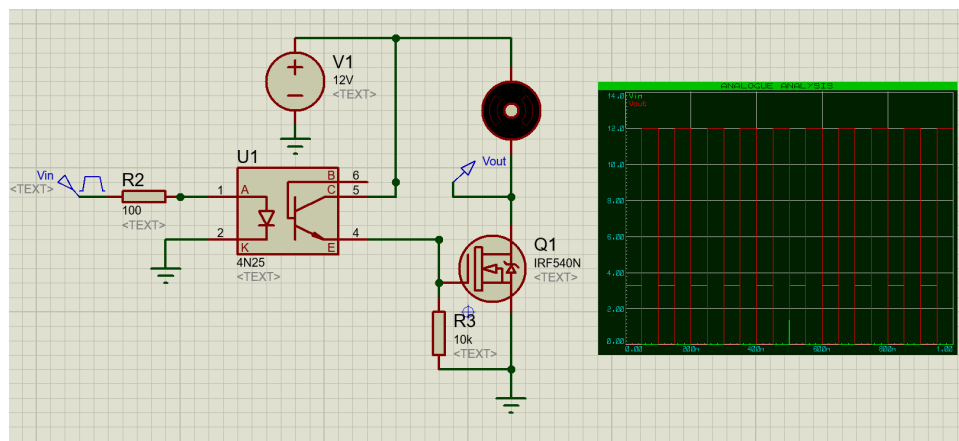 V1
12V
<TEXT>
U1
Vin
<TEXT>
R2
100
<TEXT>
1
2
A
K
B
C
E
6
5
4
4N25
<TEXT>
Vout
Q1
IRF540N
<TEXT>
R3
10k
<TEXT>
ANALOGUE ANALYSIS
14.0
Vin
Vout
12.0
10.0
8.00
6.00
4.00
2.00
0.00
0.00
200m
400m
600m
800m
1.00